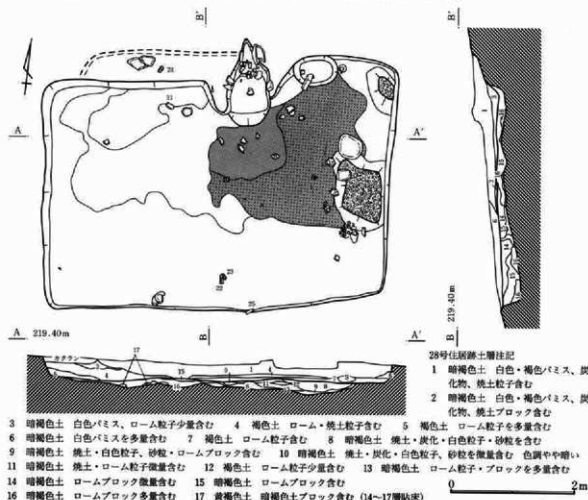 B'
B'
28
21
A
A'
23
22
25
B
B
219.40m
A 219.40m
B
A'
カクラン
17
28号住居跡土層注記
1 暗褐色土 白色・褐色パミス、炭
化物、焼土粒子含む
2 暗褐色土 白色・褐色パミス、炭
化物、焼土ブロック含む
3 暗褐色土 白色パミス、ローム粒子少量含む 4 褐色土 ローム・焼土粒子含む 5 褐色土 ローム粒子を多量含む
6 暗褐色土 白色パミスを多量含む 7 褐色土 ローム粒子含む 8 暗褐色土 焼土・炭化・白色粒子・砂粒を含む
9 暗褐色土 焼土・白色粒子、砂粒・ロームブロック含む 10 暗褐色土 焼土・炭化・白色粒子、砂粒を微量含む 色調やや暗い
11 暗褐色土 焼土・ローム粒子微量含む 12 褐色土 ローム粒子少量含む 13 暗褐色土 ローム粒子・ブロックを多量含む
14 暗褐色土 ロームブロック微量含む 15 暗褐色土 ロームブロック含む
16 暗褐色土 ロームブロック多量含む 17 黄褐色土 暗褐色土ブロック含む (14〜17層貼床)
0 2m